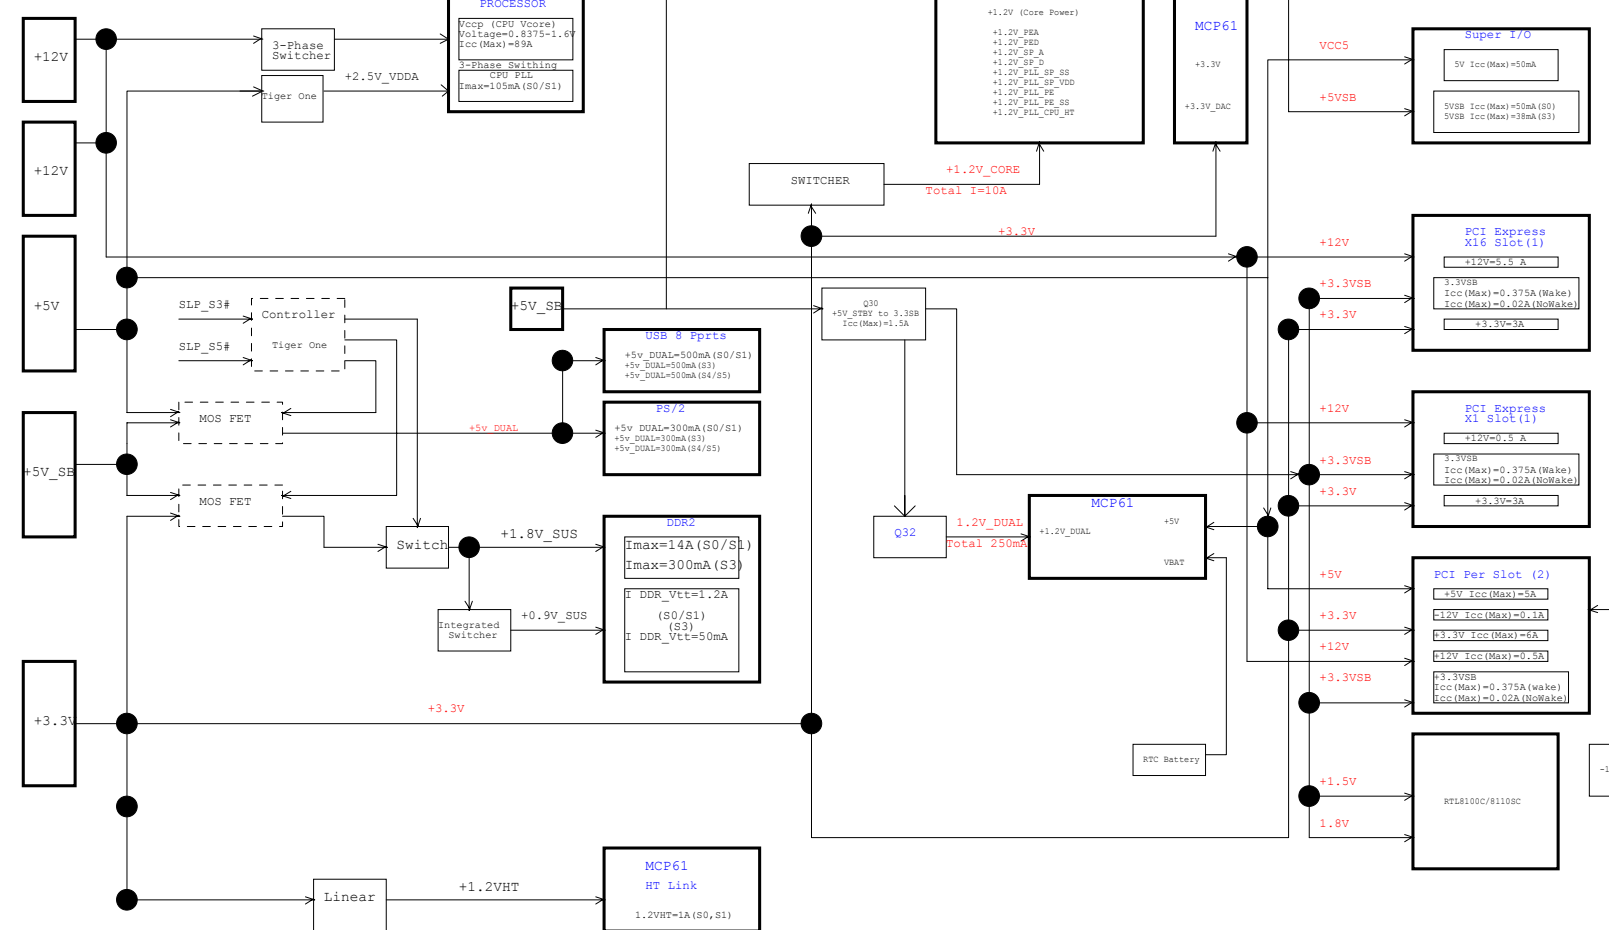 PROCESSOR
Vccp (CPU Vcore)
Voltage=0.8375-1.6V
Icc(Max)=89A
3-Phase Swithing
CPU PLL
Imax=105mA(S0/S1)
+12V
3-Phase
Switcher
+2.5V_VDDA
Tiger One
+12V
+5V
+5V_SB
+3.3V
SLP_S3#
SLP_S5#
Controller
Tiger One
MOS FET
MOS FET
+5V_SB
+5v_DUAL
USB 8 Pprts
+5v_DUAL=500mA(S0/S1)
+5v_DUAL=500mA(S3)
+5v_DUAL=500mA(S4/S5)
PS/2
+5v DUAL=300mA(S0/S1)
+5v_DUAL=300mA(S3)
+5v_DUAL=300mA(S4/S5)
Switch
+1.8V_SUS
DDR2
Imax=14A(S0/S1)
Imax=300mA(S3)
I DDR_Vtt=1.2A
(S0/S1)
(S3)
I DDR_Vtt=50mA
Integrated
Switcher
+0.9V_SUS
+3.3V
Linear
+1.2VHT
MCP61
HT Link
1.2VHT=1A(S0,S1)
+1.2V (Core Power)
+1.2V_PEA
+1.2V_PED
+1.2V_SP_A
+1.2V_SP_D
+1.2V_PLL_SP_SS
+1.2V_PLL_SP_VDD
+1.2V_PLL_PE
+1.2V_PLL_PE_SS
+1.2V_PLL_CPU_HT
MCP61
+3.3V
+3.3V_DAC
SWITCHER
+1.2V_CORE
Total I=10A
+3.3V
Q30
+5V_STBY to 3.3SB
Icc(Max)=1.5A
Q32
1.2V_DUAL
Total 250mA
MCP61
+1.2V_DUAL
+5V
VBAT
RTC Battery
VCC5
+5VSB
Super I/O
5V Icc(Max)=50mA
5VSB Icc(Max)=50mA(S0)
5VSB Icc(Max)=38mA(S3)
+12V
+3.3VSB
+3.3V
PCI Express
X16 Slot(1)
+12V=5.5 A
3.3VSB
Icc(Max)=0.375A(Wake)
Icc(Max)=0.02A(NoWake)
+3.3V=3A
+12V
+3.3VSB
+3.3V
PCI Express
X1 Slot(1)
+12V=0.5 A
3.3VSB
Icc(Max)=0.375A(Wake)
Icc(Max)=0.02A(NoWake)
+3.3V=3A
+5V
+3.3V
+12V
+3.3VSB
PCI Per Slot (2)
+5V Icc(Max)=5A
-12V Icc(Max)=0.1A
+3.3V Icc(Max)=6A
+12V Icc(Max)=0.5A
+3.3VSB
Icc(Max)=0.375A(wake)
Icc(Max)=0.02A(NoWake)
+1.5V
1.8V
RTL8100C/8110SC